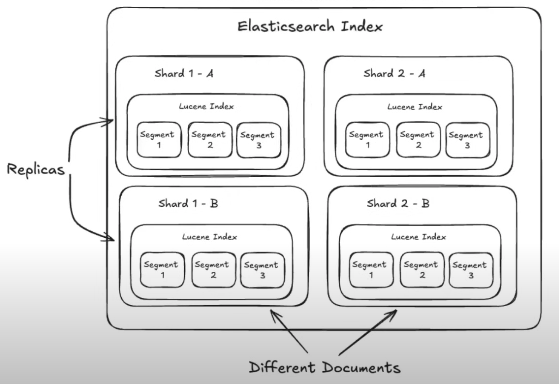 Elasticsearch Index
Shard 1 - A
Lucene Index
Segment
1
Segment
2
Segment
3
Shard 2 - A
Lucene Index
Segment
1
Segment
2
Segment
3
Replicas
Shard 1 - B
Lucene Index
Segment
1
Segment
2
Segment
3
Shard 2 - B
Lucene Index
Segment
1
Segment
2
Segment
3
Different Documents